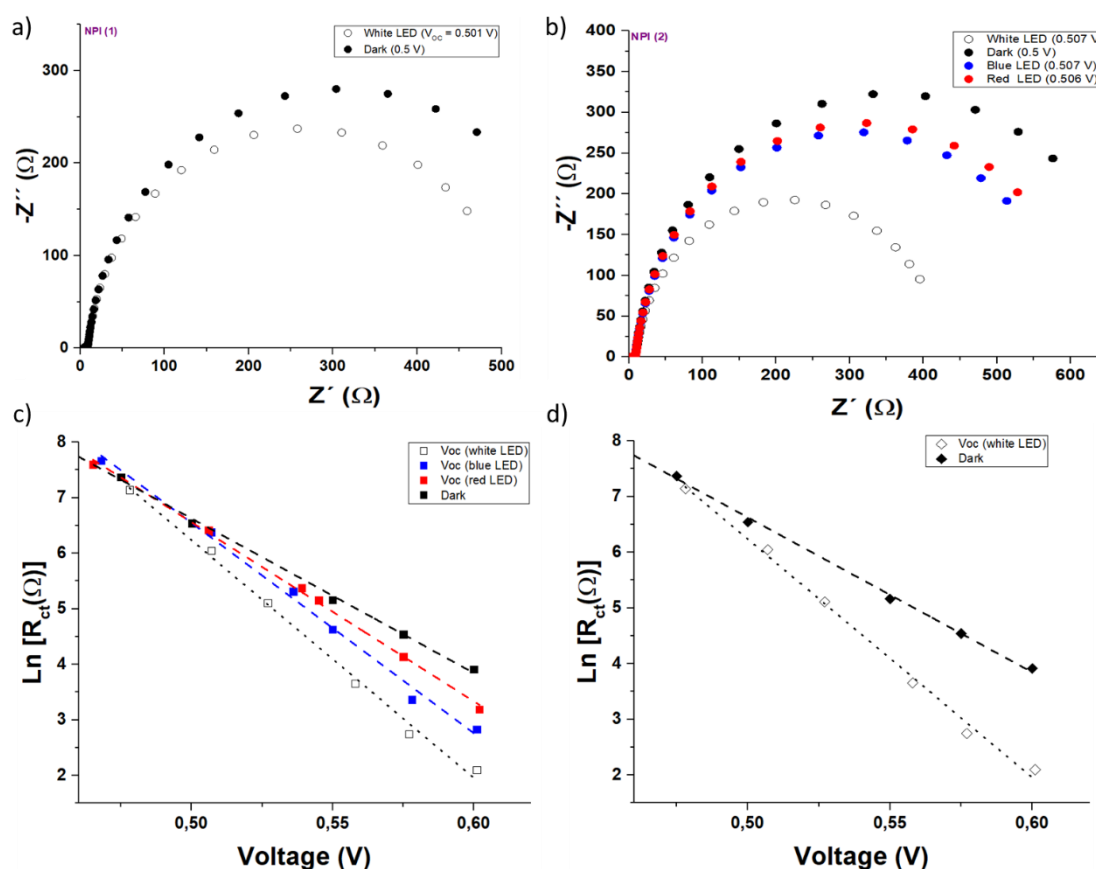 a)
NPI (1)
White LED (VOC = 0.501 V)
Dark (0.5 V)
300
200
100
0
0
100
200
300
400
500
-Z´´ (Ω)
Z´ (Ω)
b)
NPI (2)
White LED (0.507 V)
Dark (0.5 V)
Blue LED (0.507 V)
Red LED (0.506 V)
400
350
300
250
200
150
100
50
0
0
100
200
300
400
500
600
-Z´´ (Ω)
Z´ (Ω)
c)
Voc (white LED)
Voc (blue LED)
Voc (red LED)
Dark
8
7
6
5
4
3
2
0,50
0,55
0,60
Ln [Rct(Ω)]
Voltage (V)
d)
Voc (white LED)
Dark
8
7
6
5
4
3
2
0,50
0,55
0,60
Ln [Rct(Ω)]
Voltage (V)